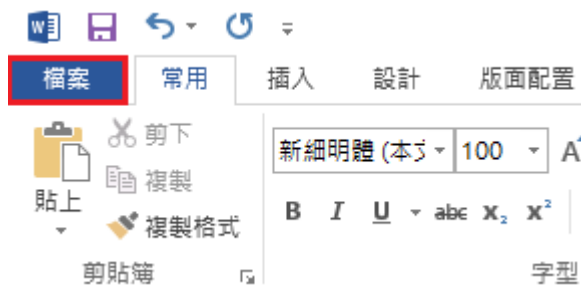 檔案 常用 插入 設計 版面配置
剪下
新細明體 (本文 100 A
複製
貼上
B I U abc X₂ X²
複製格式
剪貼簿 字型